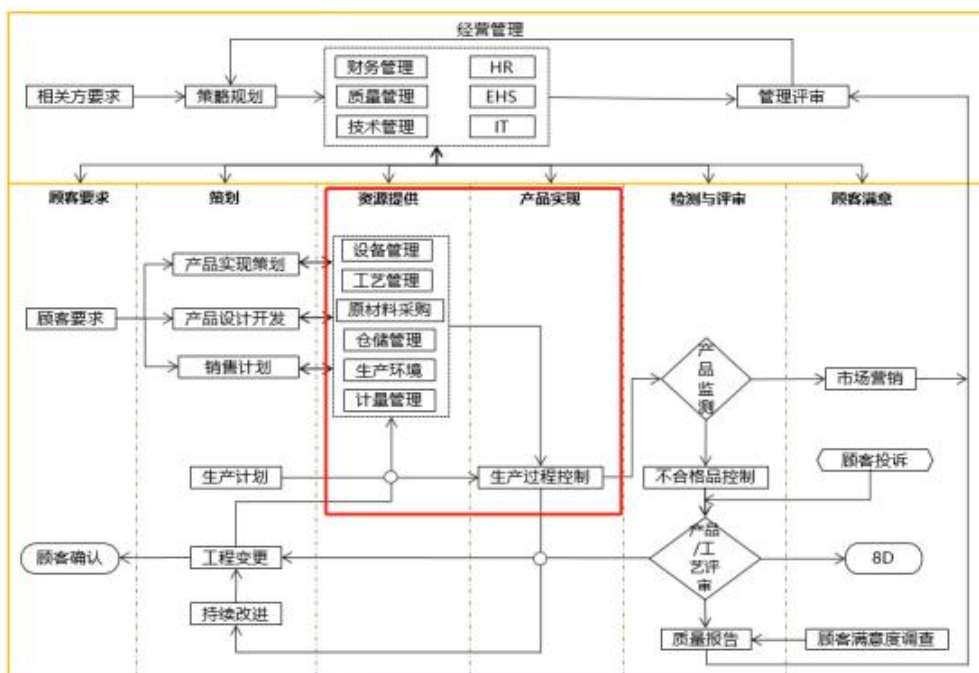 经营管理
财务管理 HR
相关方要求 策略规划 质量管理 EHS 管理评审
技术管理 IT
顾客要求 策划 资源提供 产品实现 检测与评审 顾客满意
设备管理
产品实现策划
工艺管理
原材料采购
顾客要求 产品设计开发
仓储管理
销售计划 生产环境
产品监测 市场营销
计量管理
顾客投诉
生产计划 生产过程控制 不合格品控制
顾客确认 工程变更 产品/工艺评审 8D
持续改进
质量报告 顾客满意度调查